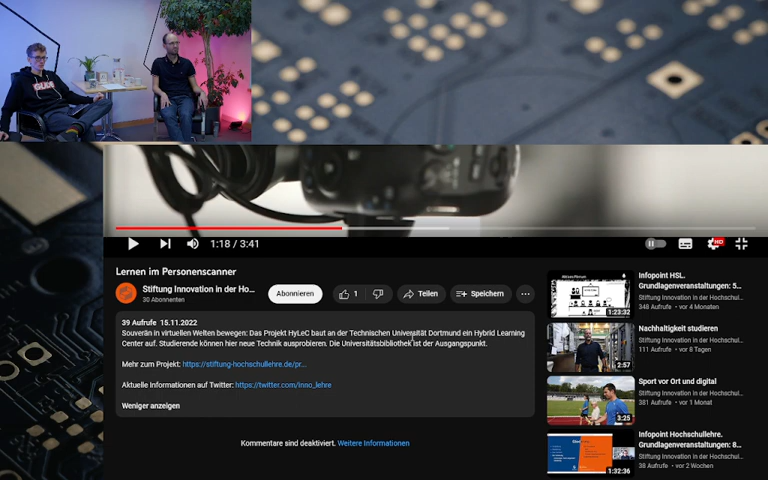 1:18 / 3:41
HD
Lernen im Personenscanner
Stiftung Innovation in der Ho...
30 Abonnenten
Abonnieren
1
Teilen
Speichern
39 Aufrufe 15.11.2022
Souverän in virtuellen Welten bewegen: Das Projekt HyLeC baut an der Technischen Universität Dortmund ein Hybrid Learning
Center auf. Studierende können hier neue Technik ausprobieren. Die Universitätsbibliothek ist der Ausgangspunkt.
Mehr zum Projekt: https://stiftung-hochschullehre.de/pr...
Aktuelle Informationen auf Twitter: https://twitter.com/inno_lehre
Weniger anzeigen
Kommentare sind deaktiviert. Weitere Informationen
Infopoint HSL.
Grundlagenveranstaltungen: 5...
Stiftung Innovation in der Hochschul...
348 Aufrufe • vor 4 Monaten
1:23:32
Nachhaltigkeit studieren
Stiftung Innovation in der Hochschul...
111 Aufrufe • vor 8 Tagen
2:57
Sport vor Ort und digital
Stiftung Innovation in der Hochschul...
381 Aufrufe • vor 1 Monat
3:25
Infopoint Hochschullehre.
Grundlagenveranstaltungen: 8...
Stiftung Innovation in der Hochschul...
38 Aufrufe • vor 2 Wochen
1:32:36